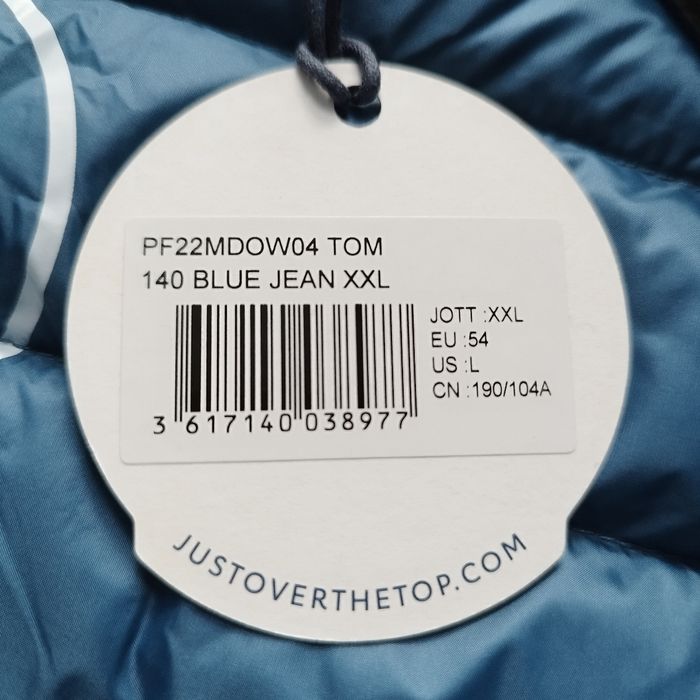 PF22MDOW04 TOM
140 BLUE JEAN XXL
JOTT :XXL
EU :54
US :L
CN :190/104A
3 617140 038977
JUSTOVERTHETOP.COM